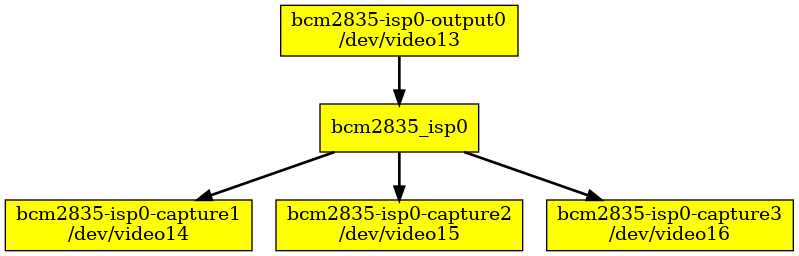 bcm2835-isp0-output0
/dev/video13
bcm2835_isp0
bcm2835-isp0-capture1
/dev/video14
bcm2835-isp0-capture2
/dev/video15
bcm2835-isp0-capture3
/dev/video16